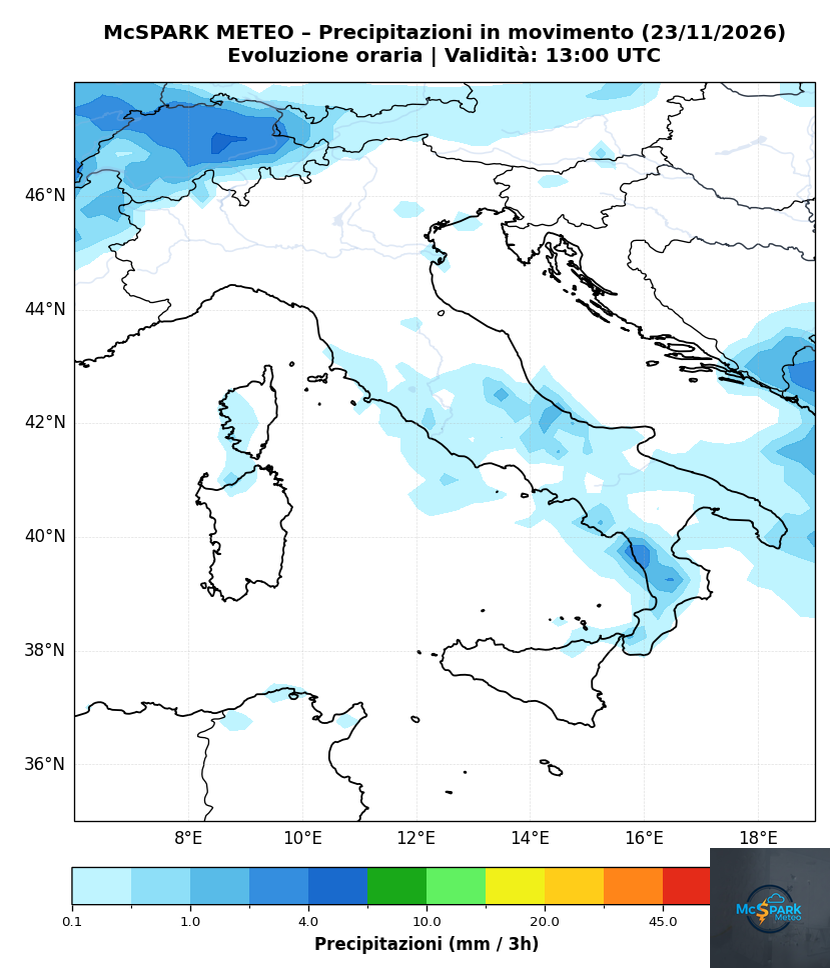 McSPARK METEO – Precipitazioni in movimento (23/11/2026)
Evoluzione oraria | Validità: 13:00 UTC
46°N
44°N
42°N
40°N
38°N
36°N
8°E 10°E 12°E 14°E 16°E 18°E
0.1 1.0 4.0 10.0 20.0 45.0
Precipitazioni (mm / 3h)
McSPARK
Meteo